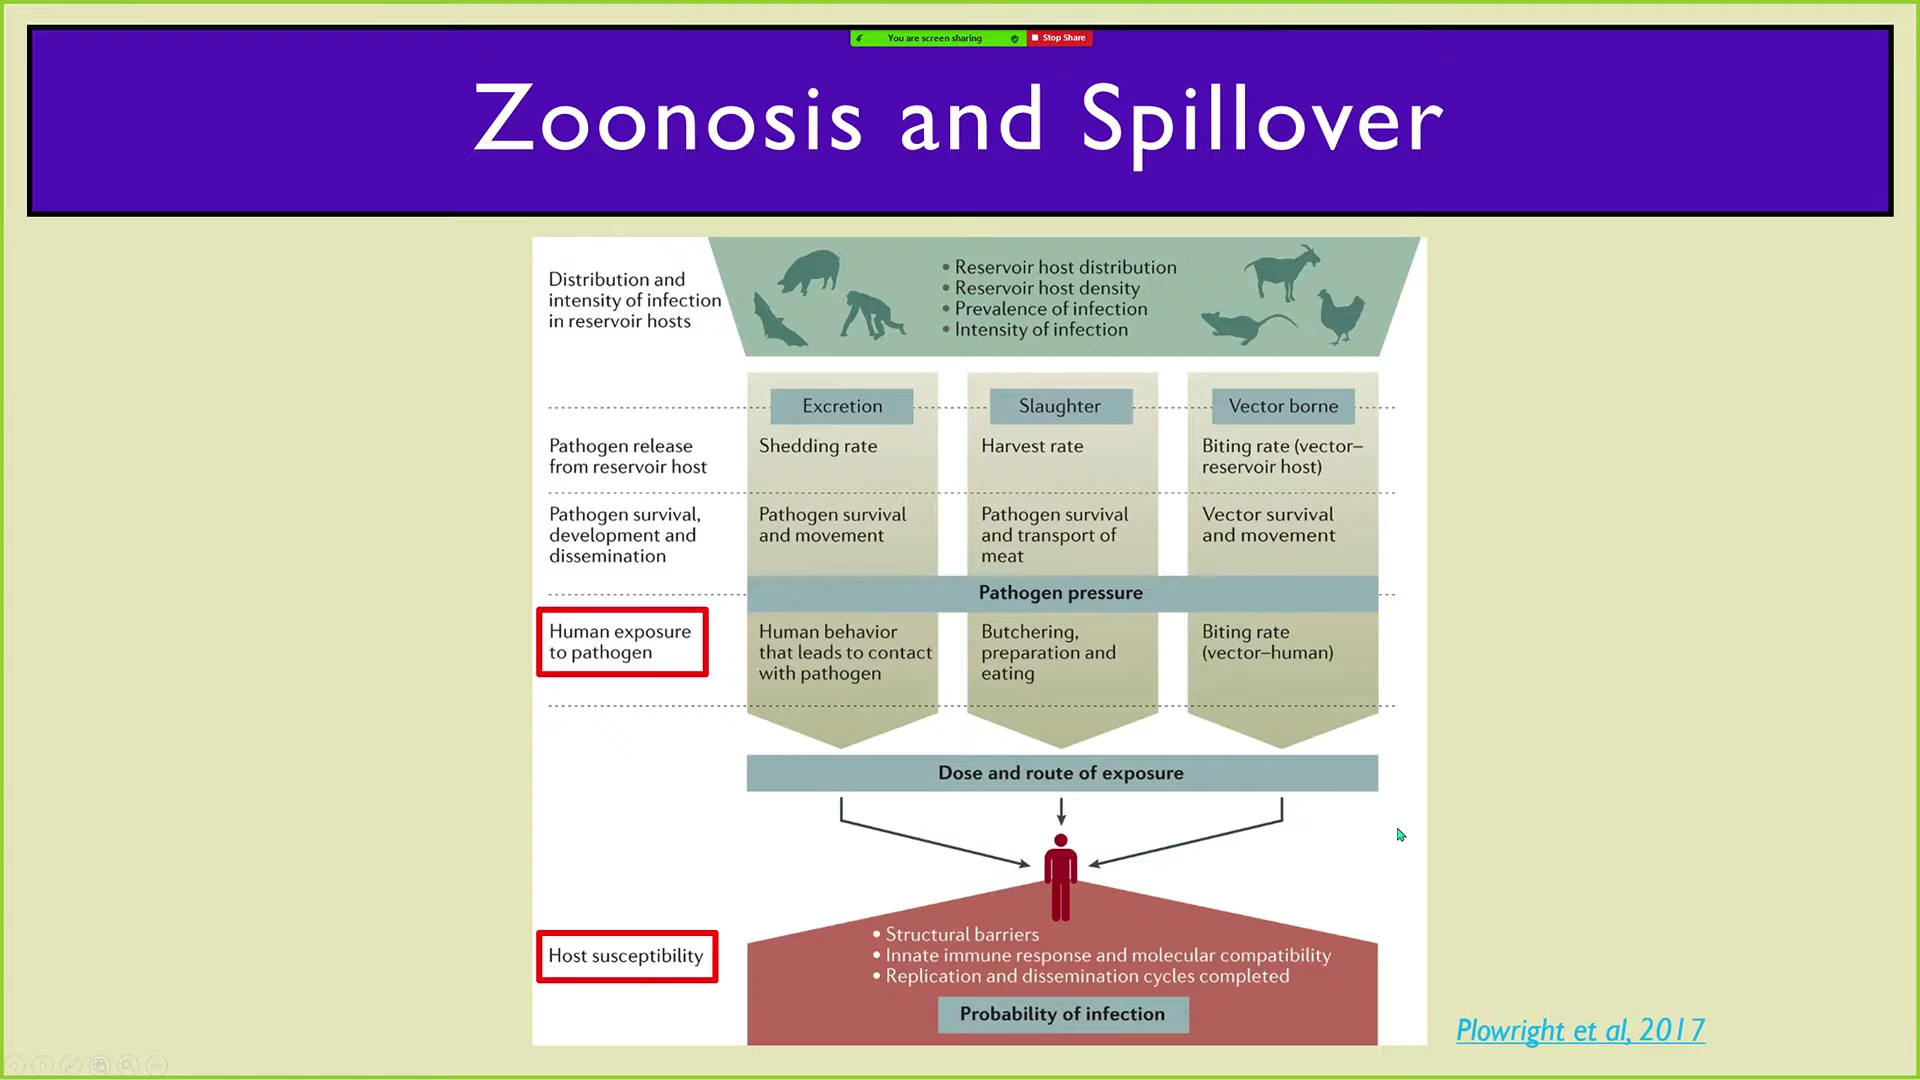 You are screen sharing
Stop Share
Zoonosis and Spillover
Distribution and
intensity of infection
in reservoir hosts
• Reservoir host distribution
• Reservoir host density
• Prevalence of infection
• Intensity of infection
Excretion
Slaughter
Vector borne
Pathogen release
from reservoir host
Shedding rate
Harvest rate
Biting rate (vector–
reservoir host)
Pathogen survival,
development and
dissemination
Pathogen survival
and movement
Pathogen survival
and transport of
meat
Vector survival
and movement
Pathogen pressure
Human exposure
to pathogen
Human behavior
that leads to contact
with pathogen
Butchering,
preparation and
eating
Biting rate
(vector–human)
Dose and route of exposure
Host susceptibility
• Structural barriers
• Innate immune response and molecular compatibility
• Replication and dissemination cycles completed
Probability of infection
Plowright et al, 2017